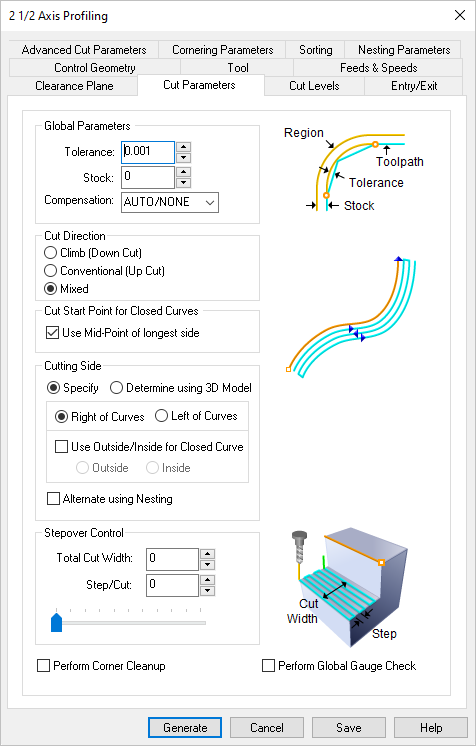 2 1/2 Axis Profiling
Advanced Cut Parameters Cornering Parameters Sorting Nesting Parameters
Control Geometry Tool Feeds & Speeds
Clearance Plane Cut Parameters Cut Levels Entry/Exit
Global Parameters
Tolerance: 0.001
Stock: 0
Compensation: AUTO/NONE
Region
Toolpath
Tolerance
Stock
Cut Direction
Climb (Down Cut)
Conventional (Up Cut)
Mixed
Cut Start Point for Closed Curves
Use Mid-Point of longest side
Cutting Side
Specify Determine using 3D Model
Right of Curves Left of Curves
Use Outside/Inside for Closed Curve
Outside Inside
Alternate using Nesting
Stepover Control
Total Cut Width: 0
Step/Cut: 0
Cut
Width
Step
Perform Corner Cleanup Perform Global Gauge Check
Generate Cancel Save Help